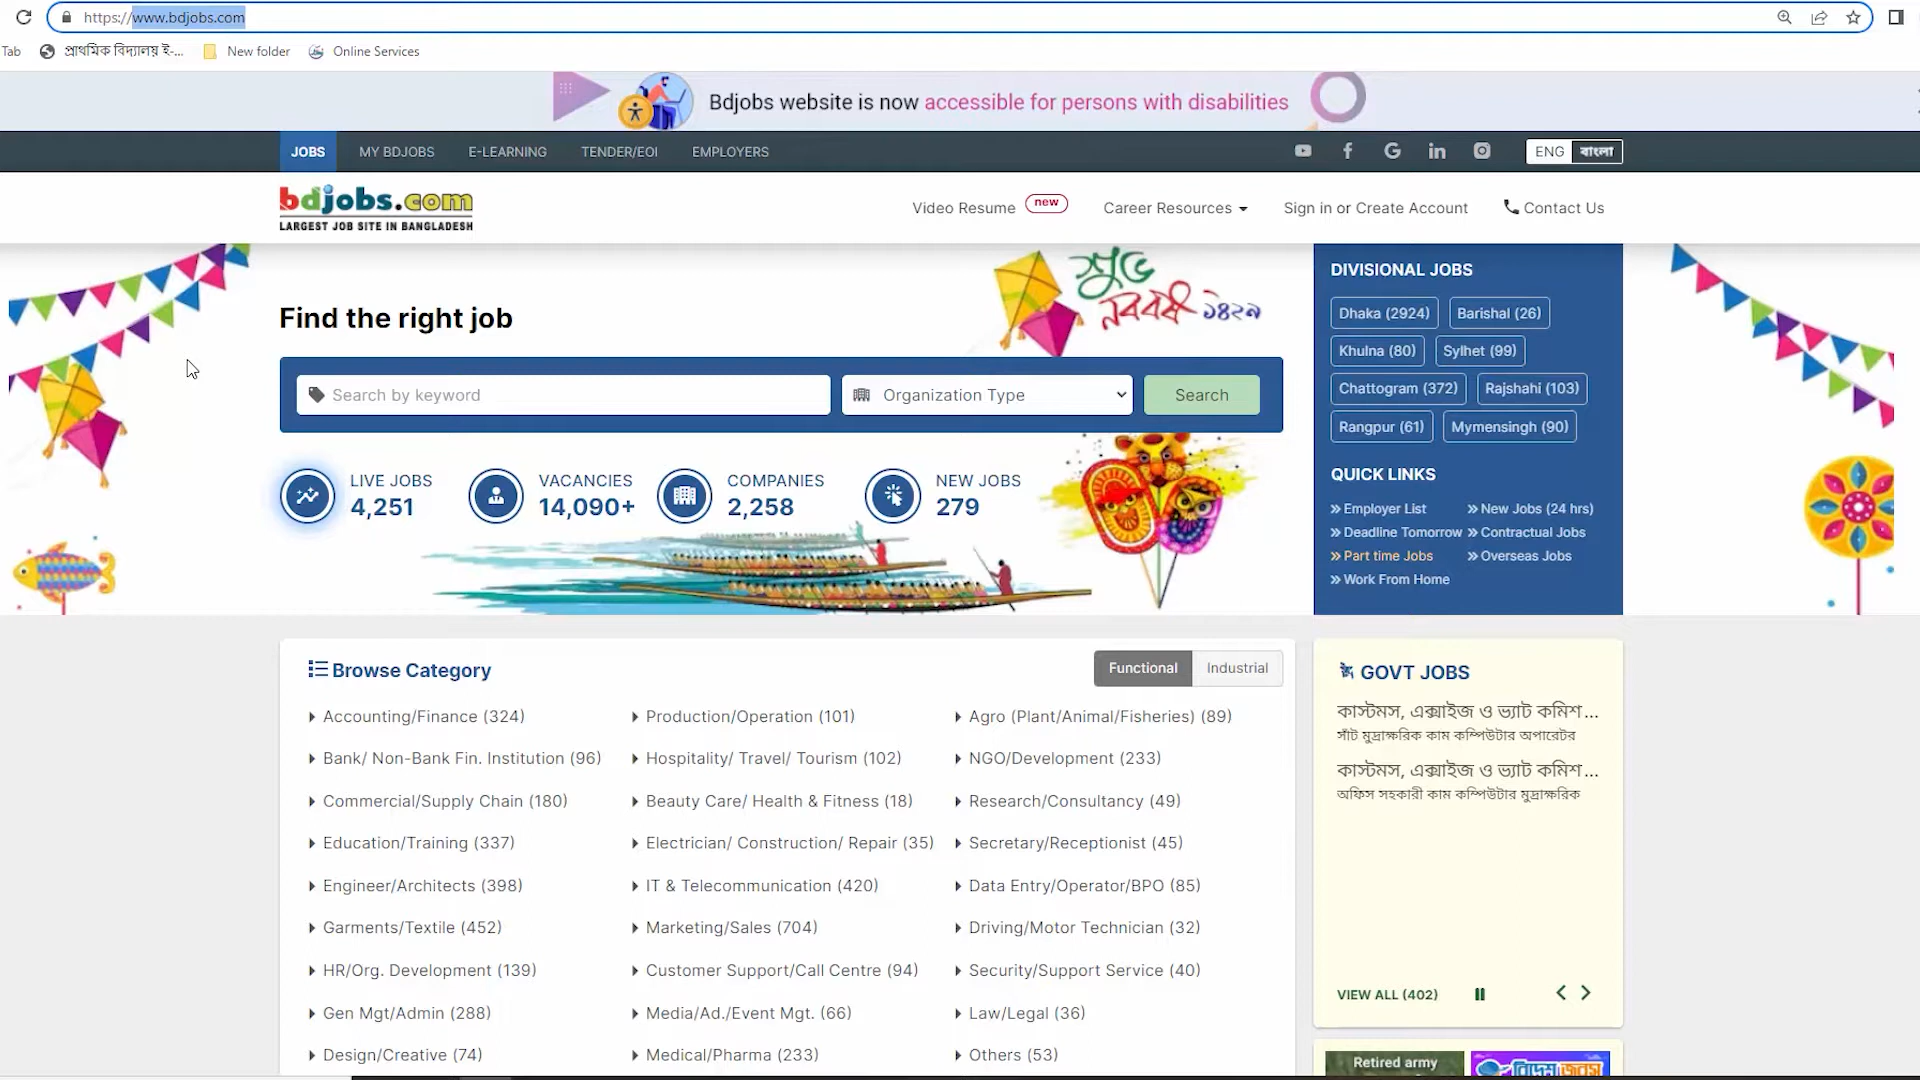 https://www.bdjobs.com
Tab
প্রাথমিক বিদ্যালয় ই-...
New folder
Online Services
Bdjobs website is now accessible for persons with disabilities
JOBS
MY BDJOBS
E-LEARNING
TENDER/EOI
EMPLOYERS
ENG
বাংলা
bdjobs.com
LARGEST JOB SITE IN BANGLADESH
Video Resume new
Career Resources
Sign in or Create Account
Contact Us
Find the right job
শুভ
নববর্ষ ১৪২৯
Search by keyword
Organization Type
Search
LIVE JOBS
4,251
VACANCIES
14,090+
COMPANIES
2,258
NEW JOBS
279
DIVISIONAL JOBS
Dhaka (2924)
Barishal (26)
Khulna (80)
Sylhet (99)
Chattogram (372)
Rajshahi (103)
Rangpur (61)
Mymensingh (90)
QUICK LINKS
Employer List
New Jobs (24 hrs)
Deadline Tomorrow
Contractual Jobs
Part time Jobs
Overseas Jobs
Work From Home
Browse Category
Functional
Industrial
Accounting/Finance (324)
Production/Operation (101)
Agro (Plant/Animal/Fisheries) (89)
Bank/ Non-Bank Fin. Institution (96)
Hospitality/ Travel/ Tourism (102)
NGO/Development (233)
Commercial/Supply Chain (180)
Beauty Care/ Health & Fitness (18)
Research/Consultancy (49)
Education/Training (337)
Electrician/ Construction/ Repair (35)
Secretary/Receptionist (45)
Engineer/Architects (398)
IT & Telecommunication (420)
Data Entry/Operator/BPO (85)
Garments/Textile (452)
Marketing/Sales (704)
Driving/Motor Technician (32)
HR/Org. Development (139)
Customer Support/Call Centre (94)
Security/Support Service (40)
Gen Mgt/Admin (288)
Media/Ad./Event Mgt. (66)
Law/Legal (36)
Design/Creative (74)
Medical/Pharma (233)
Others (53)
GOVT JOBS
কাস্টমস, এক্সাইজ ও ভ্যাট কমিশ...
সাঁট মুদ্রাক্ষরিক কাম কম্পিউটার অপারেটর
কাস্টমস, এক্সাইজ ও ভ্যাট কমিশ...
অফিস সহকারী কাম কম্পিউটার মুদ্রাক্ষরিক
VIEW ALL (402)
Retired army
বিদেশে জবস